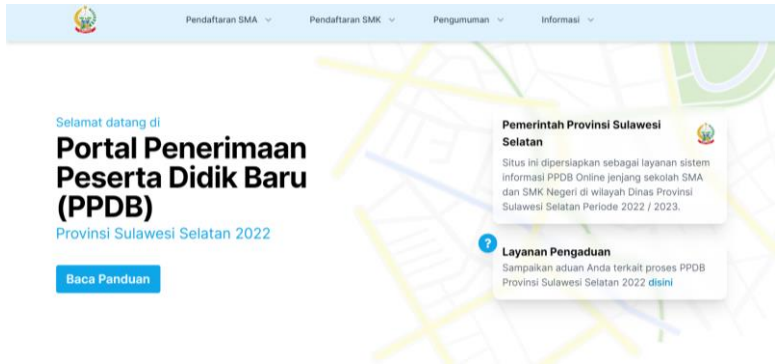 Pendaftaran SMA Pendaftaran SMK Pengumuman Informasi
Selamat datang di
Portal Penerimaan
Peserta Didik Baru
(PPDB)
Provinsi Sulawesi Selatan 2022
Baca Panduan
Pemerintah Provinsi Sulawesi
Selatan
Situs ini dipersiapkan sebagai layanan sistem
informasi PPDB Online jenjang sekolah SMA
dan SMK Negeri di wilayah Dinas Provinsi
Sulawesi Selatan Periode 2022 / 2023.
?
Layanan Pengaduan
Sampaikan aduan Anda terkait proses PPDB
Provinsi Sulawesi Selatan 2022 disini